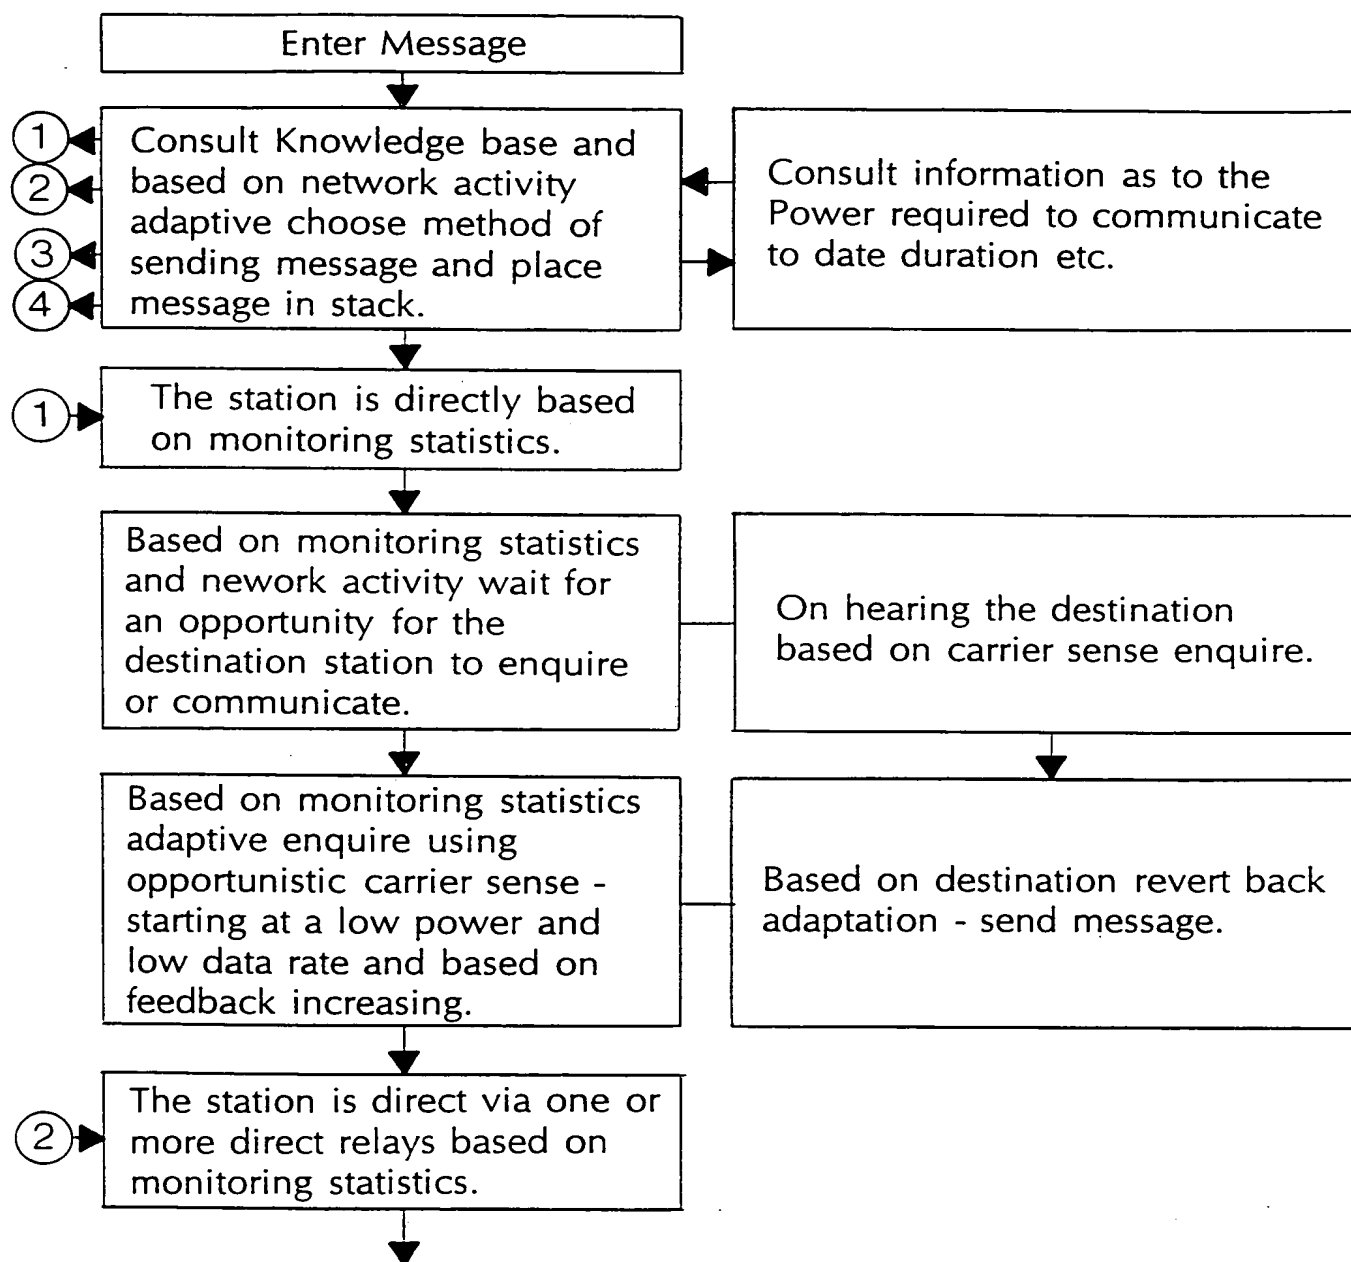 Enter Message
1
2
3
4
Consult Knowledge base and
based on network activity
adaptive choose method of
sending message and place
message in stack.
Consult information as to the
Power required to communicate
to date duration etc.
1
The station is directly based
on monitoring statistics.
Based on monitoring statistics
and nework activity wait for
an opportunity for the
destination station to enquire
or communicate.
On hearing the destination
based on carrier sense enquire.
Based on monitoring statistics
adaptive enquire using
opportunistic carrier sense -
starting at a low power and
low data rate and based on
feedback increasing.
Based on destination revert back
adaptation - send message.
2
The station is direct via one or
more direct relays based on
monitoring statistics.